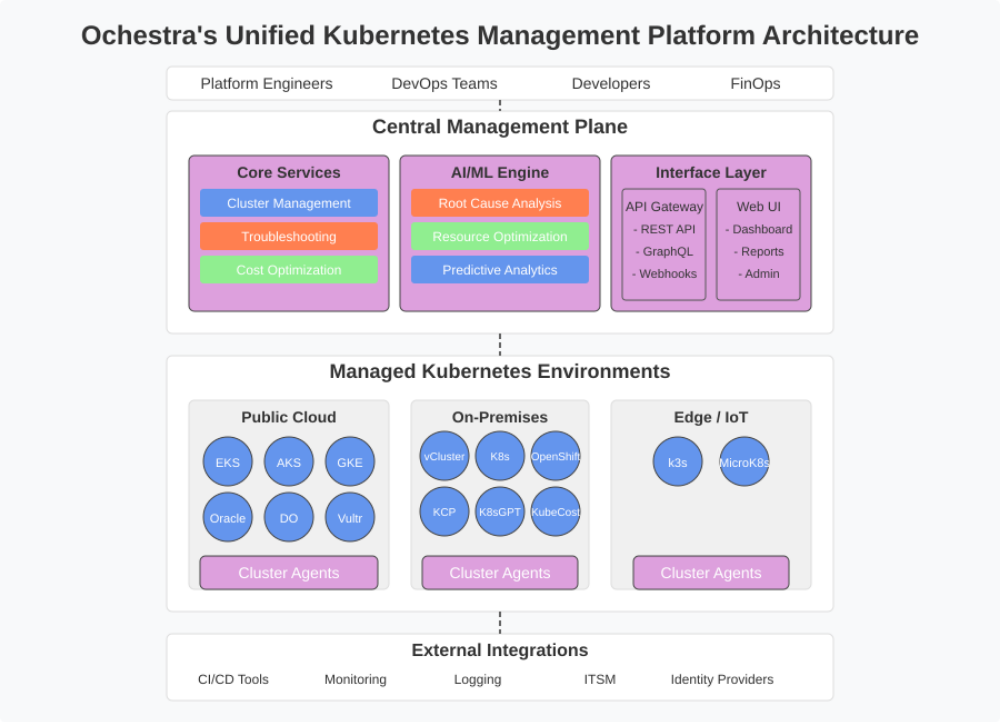 Ochestra's Unified Kubernetes Management Platform Architecture
Platform Engineers DevOps Teams Developers FinOps
Central Management Plane
Core Services
Cluster Management
Troubleshooting
Cost Optimization
AI/ML Engine
Root Cause Analysis
Resource Optimization
Predictive Analytics
Interface Layer
API Gateway
- REST API
- GraphQL
- Webhooks
Web UI
- Dashboard
- Reports
- Admin
Managed Kubernetes Environments
Public Cloud
EKS AKS GKE
Oracle DO Vultr
Cluster Agents
On-Premises
vCluster K8s OpenShift
KCP K8sGPT KubeCost
Cluster Agents
Edge / IoT
k3s MicroK8s
Cluster Agents
External Integrations
CI/CD Tools Monitoring Logging ITSM Identity Providers